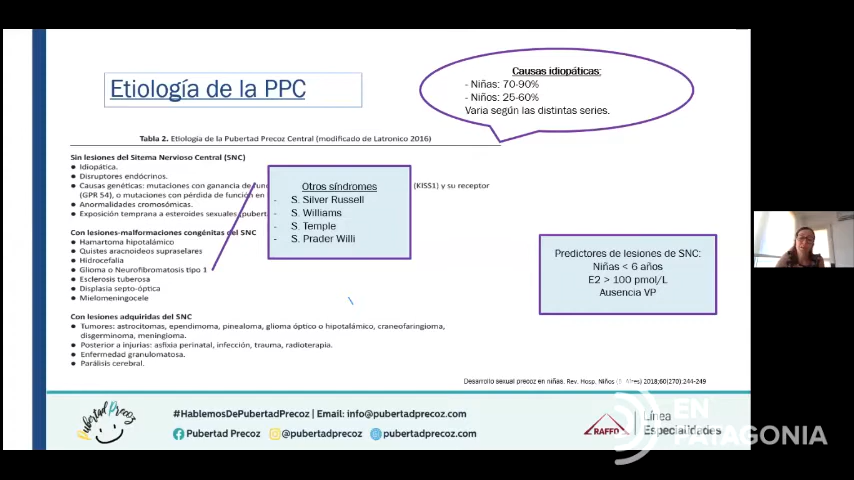 Etiología de la PPC
Causas idiopáticas:
- Niñas: 70-90%
- Niños: 25-60%
Varia según las distintas series.
Tabla 2. Etiología de la Pubertad Precoz Central (modificado de Latronico 2016)
Sin lesiones del Sitema Nervioso Central (SNC)
● Idiopática.
● Disruptores endócrinos.
● Causas genéticas: mutaciones con ganancia de fun (KISS1) y su receptor
(GPR 54), o mutaciones con pérdida de función en
● Anormalidades cromosómicas.
● Exposición temprana a esteroides sexuales (pubert
Con lesiones-malformaciones congénitas del SNC
● Hamartoma hipotalámico
● Quistes aracnoideos supraselares
● Hidrocefalia
● Glioma o Neurofibromatosis tipo 1
● Esclerosis tuberosa
● Displasia septo-óptica
● Mielomeningocele
Con lesiones adquiridas del SNC
● Tumores: astrocitomas, ependimoma, pinealoma, glioma óptico o hipotalámico, craneofaringioma,
disgerminoma, meningioma.
● Posterior a injurias: asfixia perinatal, infección, trauma, radioterapia.
● Enfermedad granulomatosa.
● Parálisis cerebral.
Otros síndromes
- S. Silver Russell
- S. Williams
- S. Temple
- S. Prader Willi
Predictores de lesiones de SNC:
Niñas < 6 años
E2 > 100 pmol/L
Ausencia VP
Desarrollo sexual precoz en niñas. Rev. Hosp. Niños (B. Aires) 2018;60(270):244-249
Pubertad Precoz
#HablemosDePubertadPrecoz | Email: info@pubertadprecoz.com
Pubertad Precoz @pubertadprecoz pubertadprecoz.com
RAFFO
Línea
Especialidades
EN
PATAGONIA